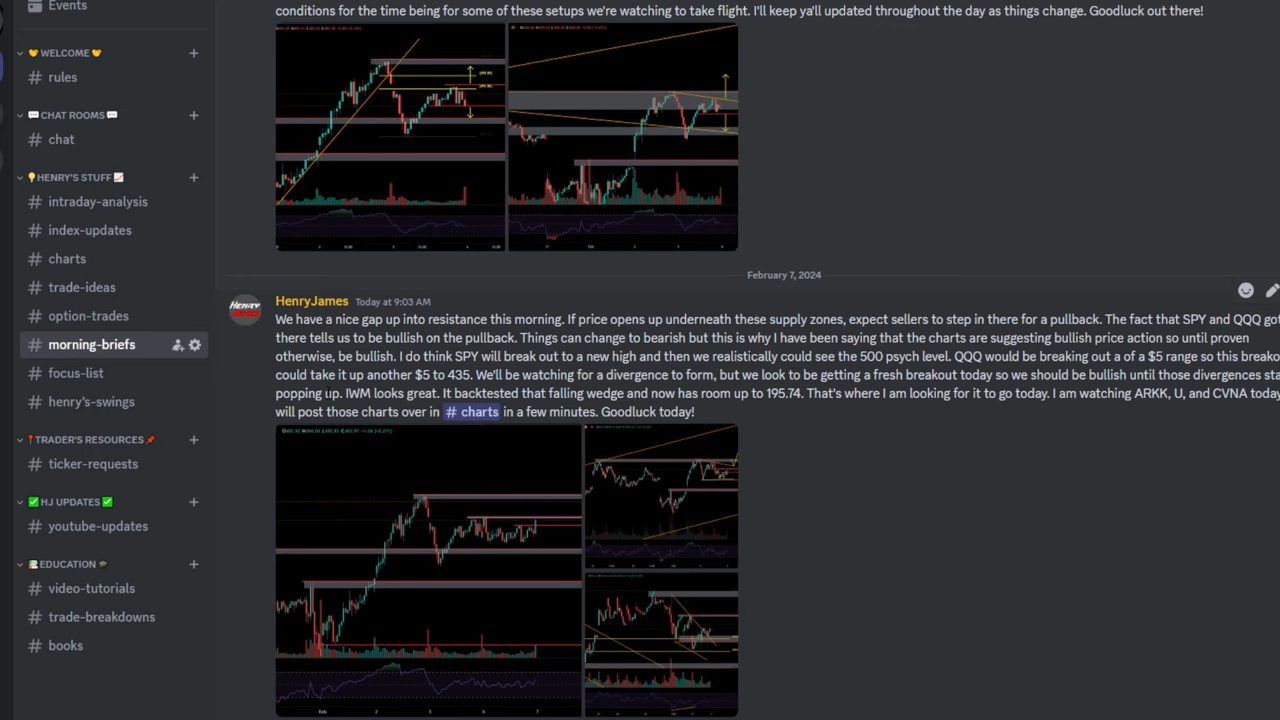 Events
WELCOME
rules
CHAT ROOMS
chat
HENRY'S STUFF
intraday-analysis
index-updates
charts
trade-ideas
option-trades
morning-briefs
focus-list
henry's-swings
TRADER'S RESOURCES
ticker-requests
HJ UPDATES
youtube-updates
EDUCATION
video-tutorials
trade-breakdowns
books
conditions for the time being for some of these setups we're watching to take flight. I'll keep ya'll updated throughout the day as things change. Goodluck out there!
February 7, 2024
HENRY JAMES
HenryJames Today at 9:03 AM
We have a nice gap up into resistance this morning. If price opens up underneath these supply zones, expect sellers to step in there for a pullback. The fact that SPY and QQQ got
there tells us to be bullish on the pullback. Things can change to bearish but this is why I have been saying that the charts are suggesting bullish price action so until proven
otherwise, be bullish. I do think SPY will break out to a new high and then we realistically could see the 500 psych level. QQQ would be breaking out of a of a $5 range so this breako
could take it up another $5 to 435. We'll be watching for a divergence to form, but we look to be getting a fresh breakout today so we should be bullish until those divergences sta
popping up. IWM looks great. It backtested that falling wedge and now has room up to 195.74. That's where I am looking for it to go today. I am watching ARKK, U, and CVNA today
will post those charts over in # charts in a few minutes. Goodluck today!